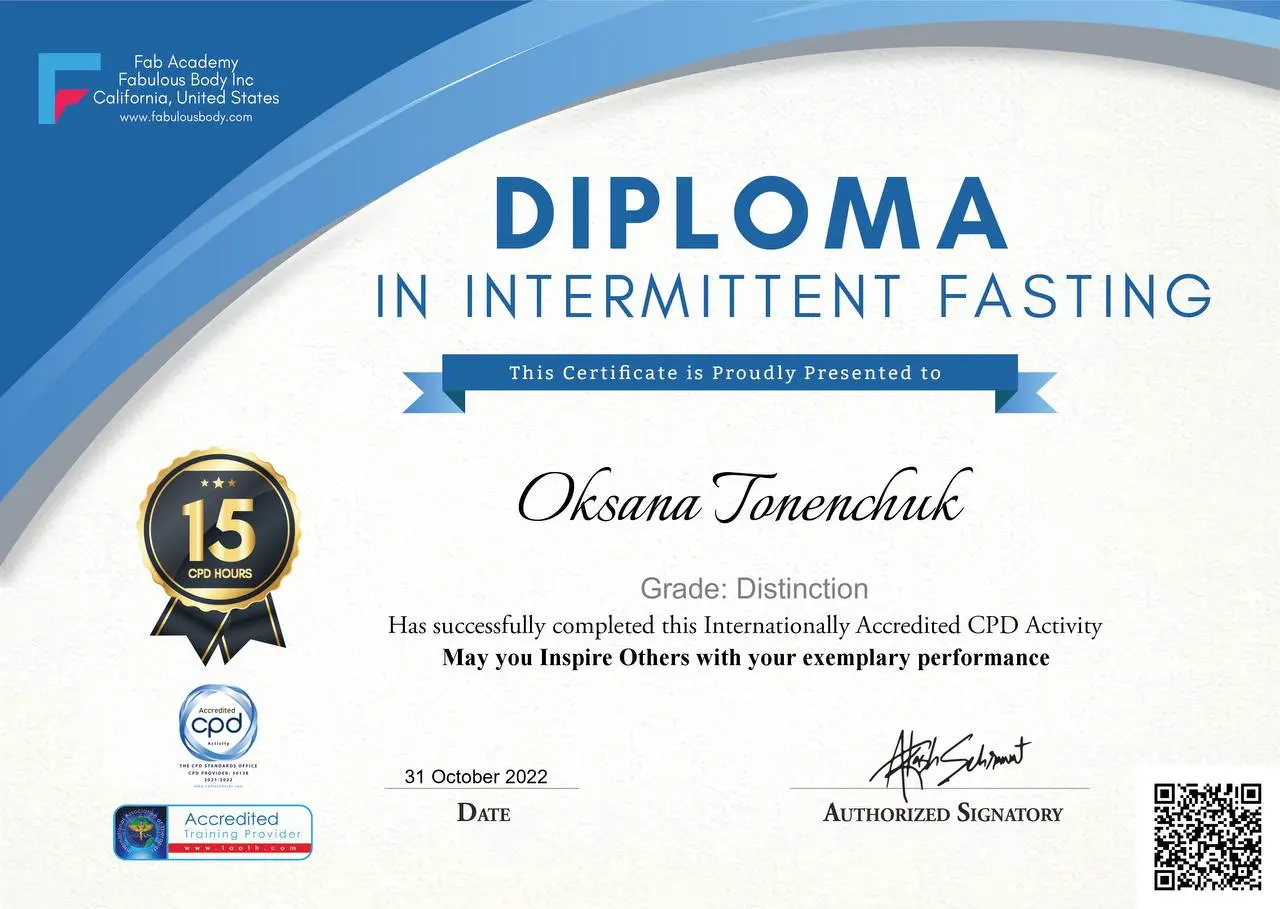 Fab Academy
Fabulous Body Inc
California, United States
www.fabulousbody.com
DIPLOMA
IN INTERMITTENT FASTING
This Certificate is Proudly Presented to
Oksana Tonenchuk
15
CPD HOURS
Grade: Distinction
Has successfully completed this Internationally Accredited CPD Activity
May you Inspire Others with your exemplary performance
Accredited
cpd
Activity
THE CPD STANDARDS OFFICE
CPD PROVIDER: 50138
2021-2022
31 October 2022
DATE
AUTHORIZED SIGNATORY
Accredited
Training Provider
www.iaoth.com